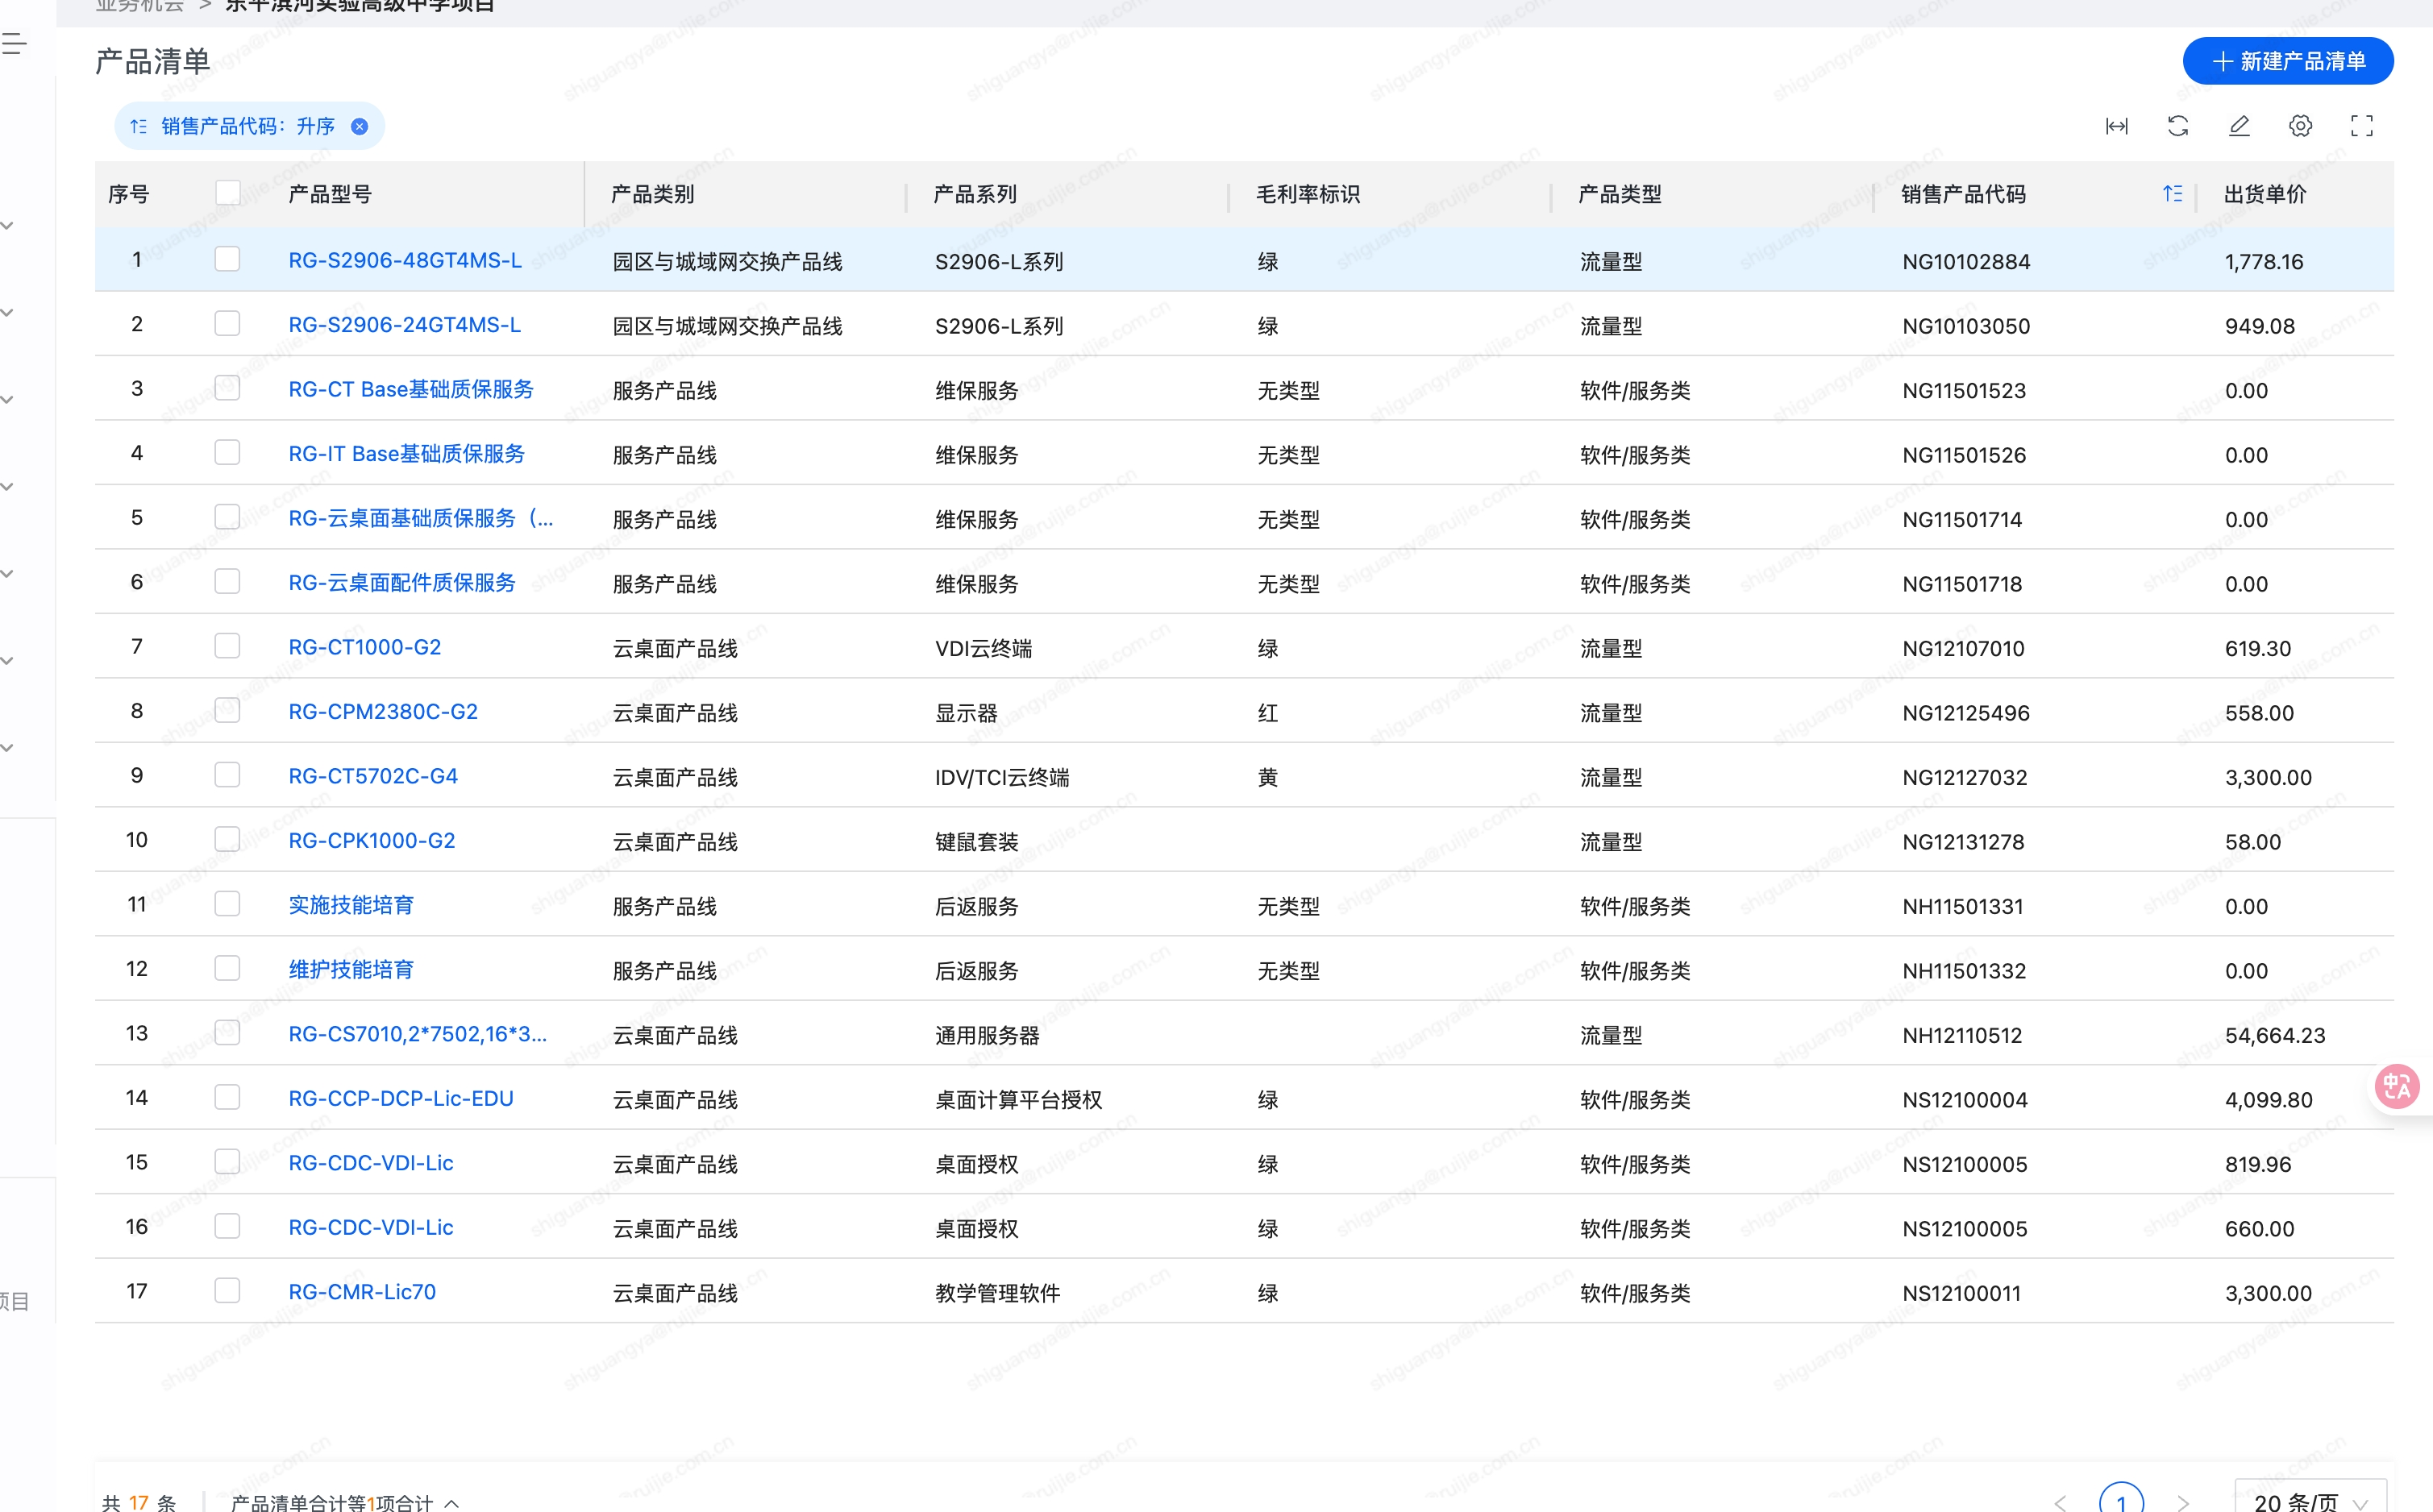 业务机会 > 东平滨河实验高级中学项目
产品清单
新建产品清单
销售产品代码：升序
序号 产品型号 产品类别 产品系列 毛利率标识 产品类型 销售产品代码 出货单价
1 RG-S2906-48GT4MS-L 园区与城域网交换产品线 S2906-L系列 绿 流量型 NG10102884 1,778.16
2 RG-S2906-24GT4MS-L 园区与城域网交换产品线 S2906-L系列 绿 流量型 NG10103050 949.08
3 RG-CT Base基础质保服务 服务产品线 维保服务 无类型 软件/服务类 NG11501523 0.00
4 RG-IT Base基础质保服务 服务产品线 维保服务 无类型 软件/服务类 NG11501526 0.00
5 RG-云桌面基础质保服务（... 服务产品线 维保服务 无类型 软件/服务类 NG11501714 0.00
6 RG-云桌面配件质保服务 服务产品线 维保服务 无类型 软件/服务类 NG11501718 0.00
7 RG-CT1000-G2 云桌面产品线 VDI云终端 绿 流量型 NG12107010 619.30
8 RG-CPM2380C-G2 云桌面产品线 显示器 红 流量型 NG12125496 558.00
9 RG-CT5702C-G4 云桌面产品线 IDV/TCI云终端 黄 流量型 NG12127032 3,300.00
10 RG-CPK1000-G2 云桌面产品线 键鼠套装 流量型 NG12131278 58.00
11 实施技能培育 服务产品线 后返服务 无类型 软件/服务类 NH11501331 0.00
12 维护技能培育 服务产品线 后返服务 无类型 软件/服务类 NH11501332 0.00
13 RG-CS7010,2*7502,16*3... 云桌面产品线 通用服务器 流量型 NH12110512 54,664.23
14 RG-CCP-DCP-Lic-EDU 云桌面产品线 桌面计算平台授权 绿 软件/服务类 NS12100004 4,099.80
15 RG-CDC-VDI-Lic 云桌面产品线 桌面授权 绿 软件/服务类 NS12100005 819.96
16 RG-CDC-VDI-Lic 云桌面产品线 桌面授权 绿 软件/服务类 NS12100005 660.00
17 RG-CMR-Lic70 云桌面产品线 教学管理软件 绿 软件/服务类 NS12100011 3,300.00
项目
共 17 条 产品清单合计等1项合计 1 20 条/页
shiguangya@ruijie.com.cn